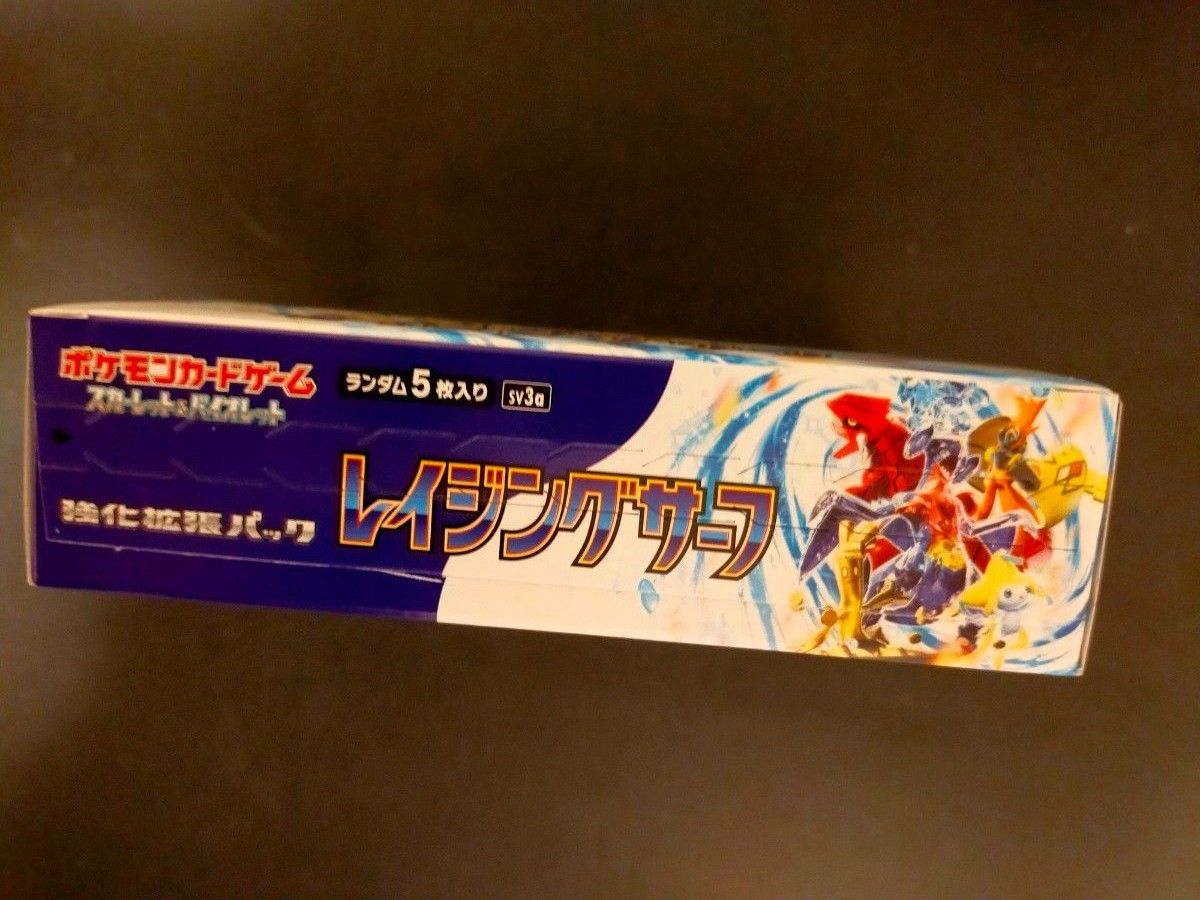 ポケモンカードゲーム
スカーレット&バイオレット
ランダム5枚入り sv3a
強化拡張パック
レイジングサーフ